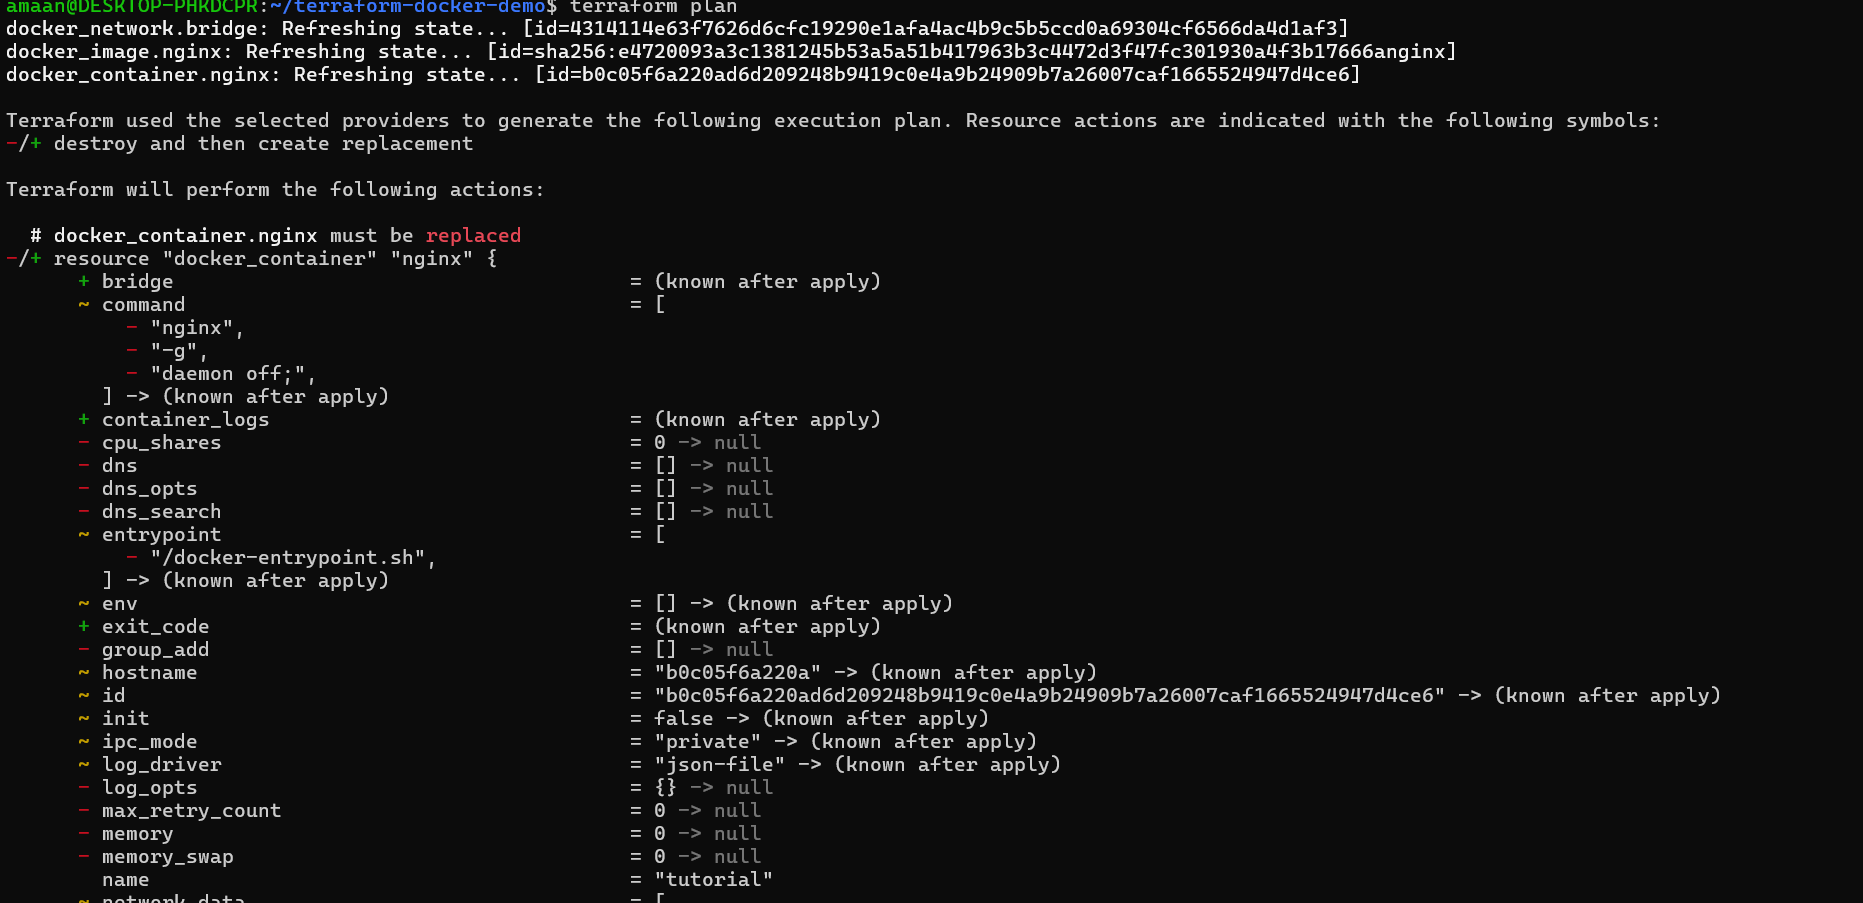 amaan@DESKTOP-PHKDCPR:~/terraform-docker-demo$ terraform plan
docker_network.bridge: Refreshing state... [id=4314114e63f7626d6cfc19290e1afa4ac4b9c5b5ccd0a69304cf6566da4d1af3]
docker_image.nginx: Refreshing state... [id=sha256:e4720093a3c1381245b53a5a51b417963b3c4472d3f47fc301930a4f3b17666anginx]
docker_container.nginx: Refreshing state... [id=b0c05f6a220ad6d209248b9419c0e4a9b24909b7a26007caf1665524947d4ce6]
Terraform used the selected providers to generate the following execution plan. Resource actions are indicated with the following symbols:
-/+ destroy and then create replacement
Terraform will perform the following actions:
# docker_container.nginx must be replaced
-/+ resource "docker_container" "nginx" {
+ bridge = (known after apply)
~ command = [
- "nginx",
- "-g",
- "daemon off;",
] -> (known after apply)
+ container_logs = (known after apply)
- cpu_shares = 0 -> null
- dns = [] -> null
- dns_opts = [] -> null
- dns_search = [] -> null
~ entrypoint = [
- "/docker-entrypoint.sh",
] -> (known after apply)
~ env = [] -> (known after apply)
+ exit_code = (known after apply)
- group_add = [] -> null
~ hostname = "b0c05f6a220a" -> (known after apply)
~ id = "b0c05f6a220ad6d209248b9419c0e4a9b24909b7a26007caf1665524947d4ce6" -> (known after apply)
~ init = false -> (known after apply)
~ ipc_mode = "private" -> (known after apply)
~ log_driver = "json-file" -> (known after apply)
- log_opts = {} -> null
- max_retry_count = 0 -> null
- memory = 0 -> null
- memory_swap = 0 -> null
name = "tutorial"
~ network_data = [